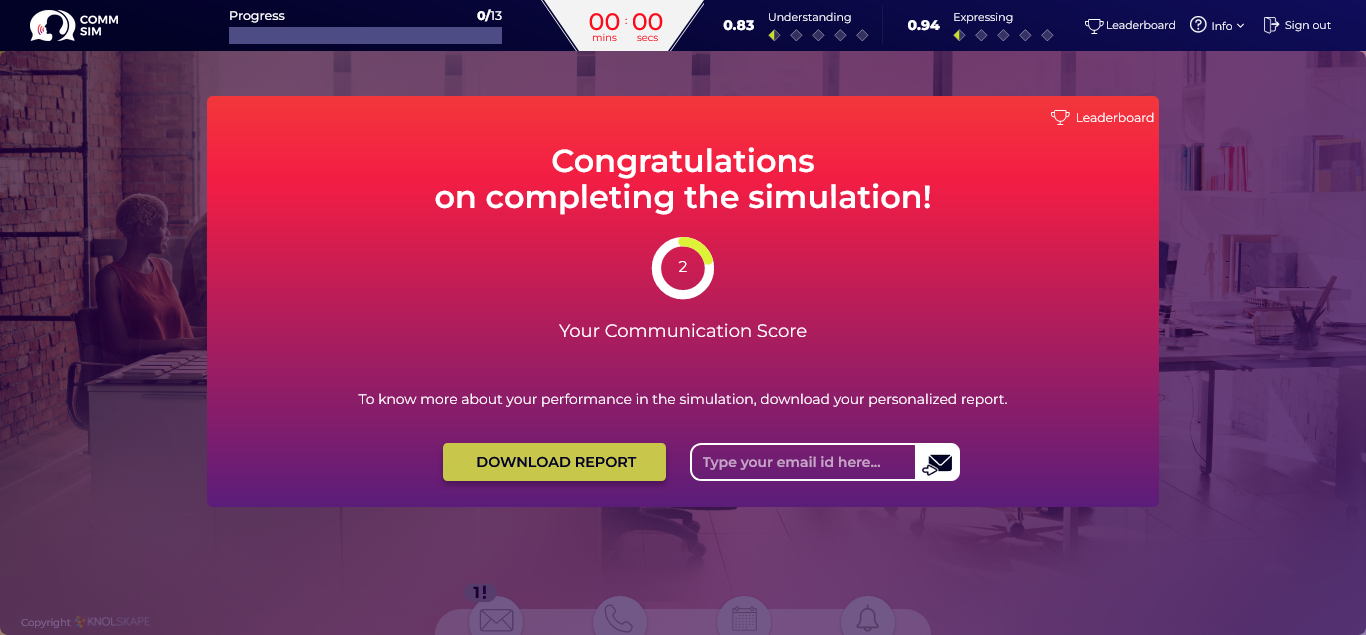 COMM
SIM
Progress
0/13
00 : 00
mins secs
0.83
Understanding
0.94
Expressing
Leaderboard
Info
Sign out
Leaderboard
Congratulations
on completing the simulation!
2
Your Communication Score
To know more about your performance in the simulation, download your personalized report.
DOWNLOAD REPORT
Type your email id here...
1!
Copyright KNOLSKAPE